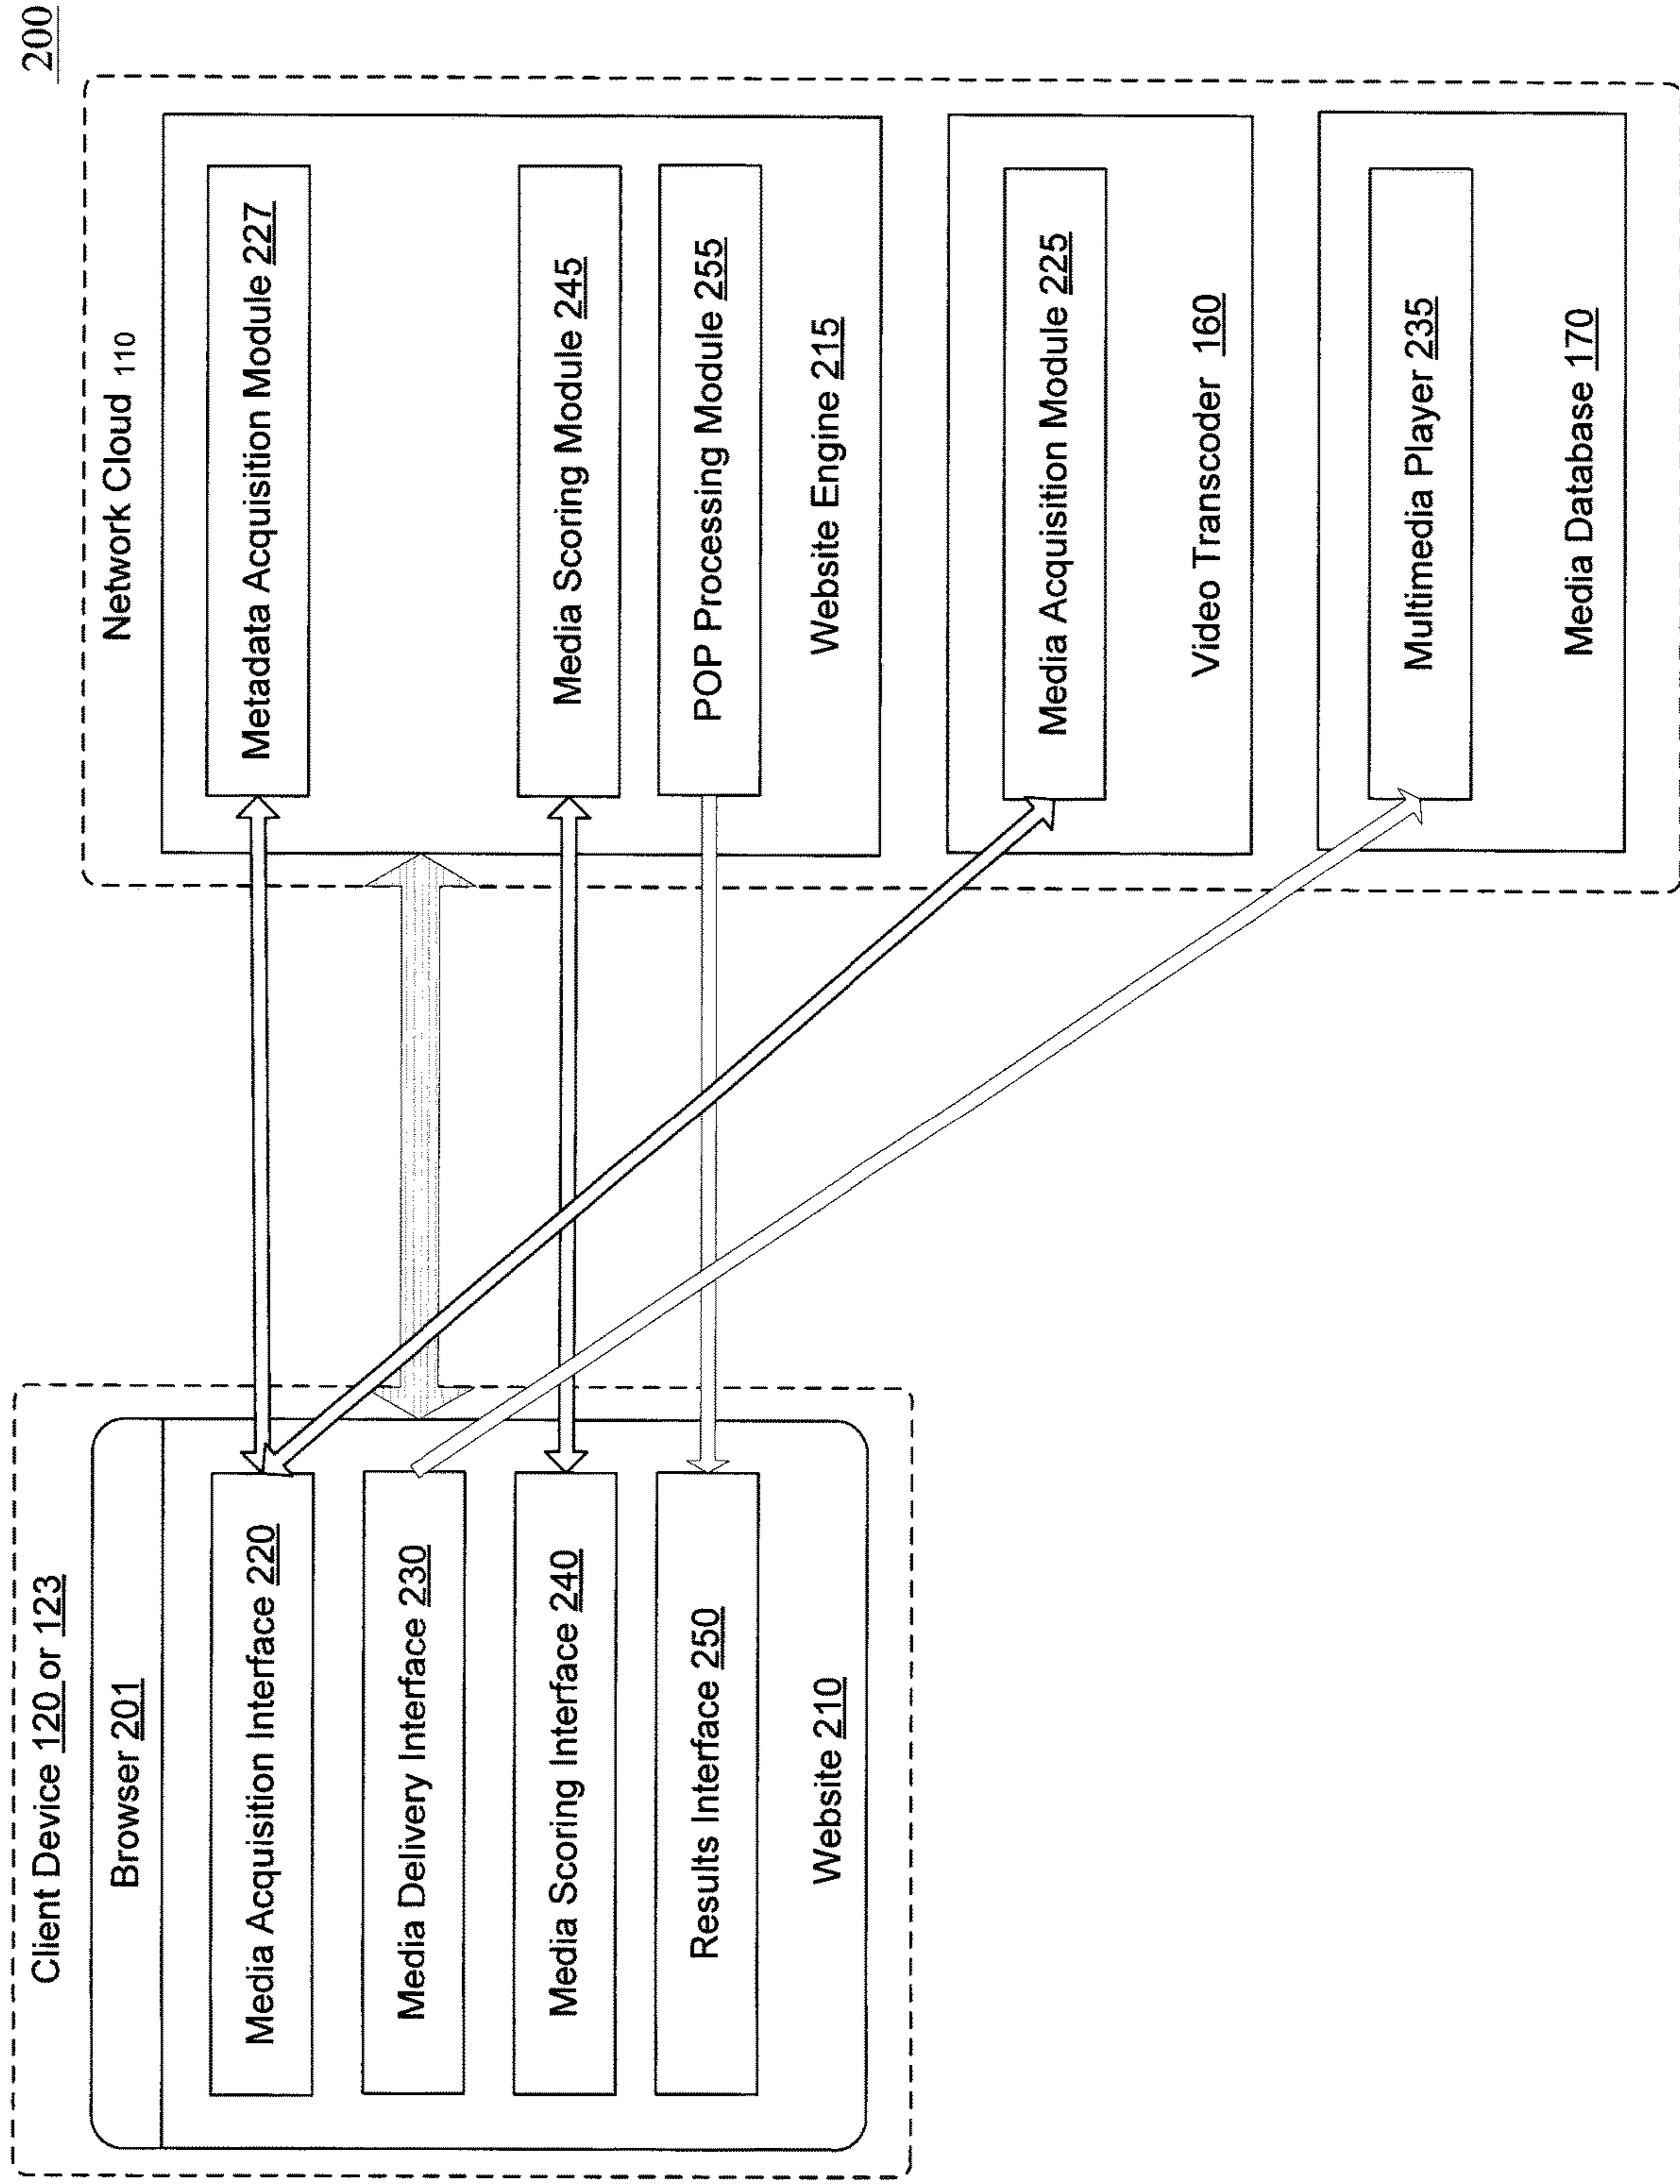 200
Client Device 120 or 123
Browser 201
Media Acquisition Interface 220
Media Delivery Interface 230
Media Scoring Interface 240
Results Interface 250
Website 210
Network Cloud 110
Metadata Acquisition Module 227
Media Scoring Module 245
POP Processing Module 255
Website Engine 215
Media Acquisition Module 225
Video Transcoder 160
Multimedia Player 235
Media Database 170